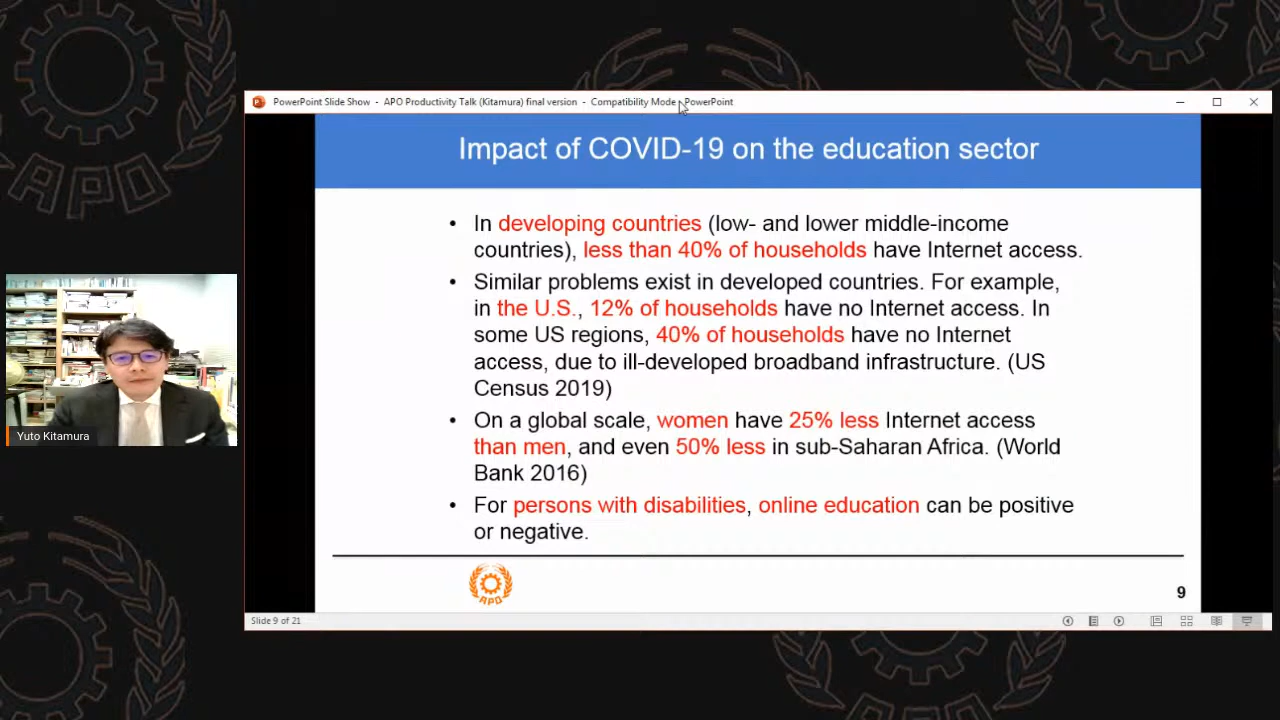 PowerPoint Slide Show - APO Productivity Talk (Kitamura) final version - Compatibility Mode - PowerPoint
Impact of COVID-19 on the education sector
• In developing countries (low- and lower middle-income
countries), less than 40% of households have Internet access.
• Similar problems exist in developed countries. For example,
in the U.S., 12% of households have no Internet access. In
some US regions, 40% of households have no Internet
access, due to ill-developed broadband infrastructure. (US
Census 2019)
• On a global scale, women have 25% less Internet access
than men, and even 50% less in sub-Saharan Africa. (World
Bank 2016)
• For persons with disabilities, online education can be positive
or negative.
APO
9
Slide 9 of 21
Yuto Kitamura
APO
APO